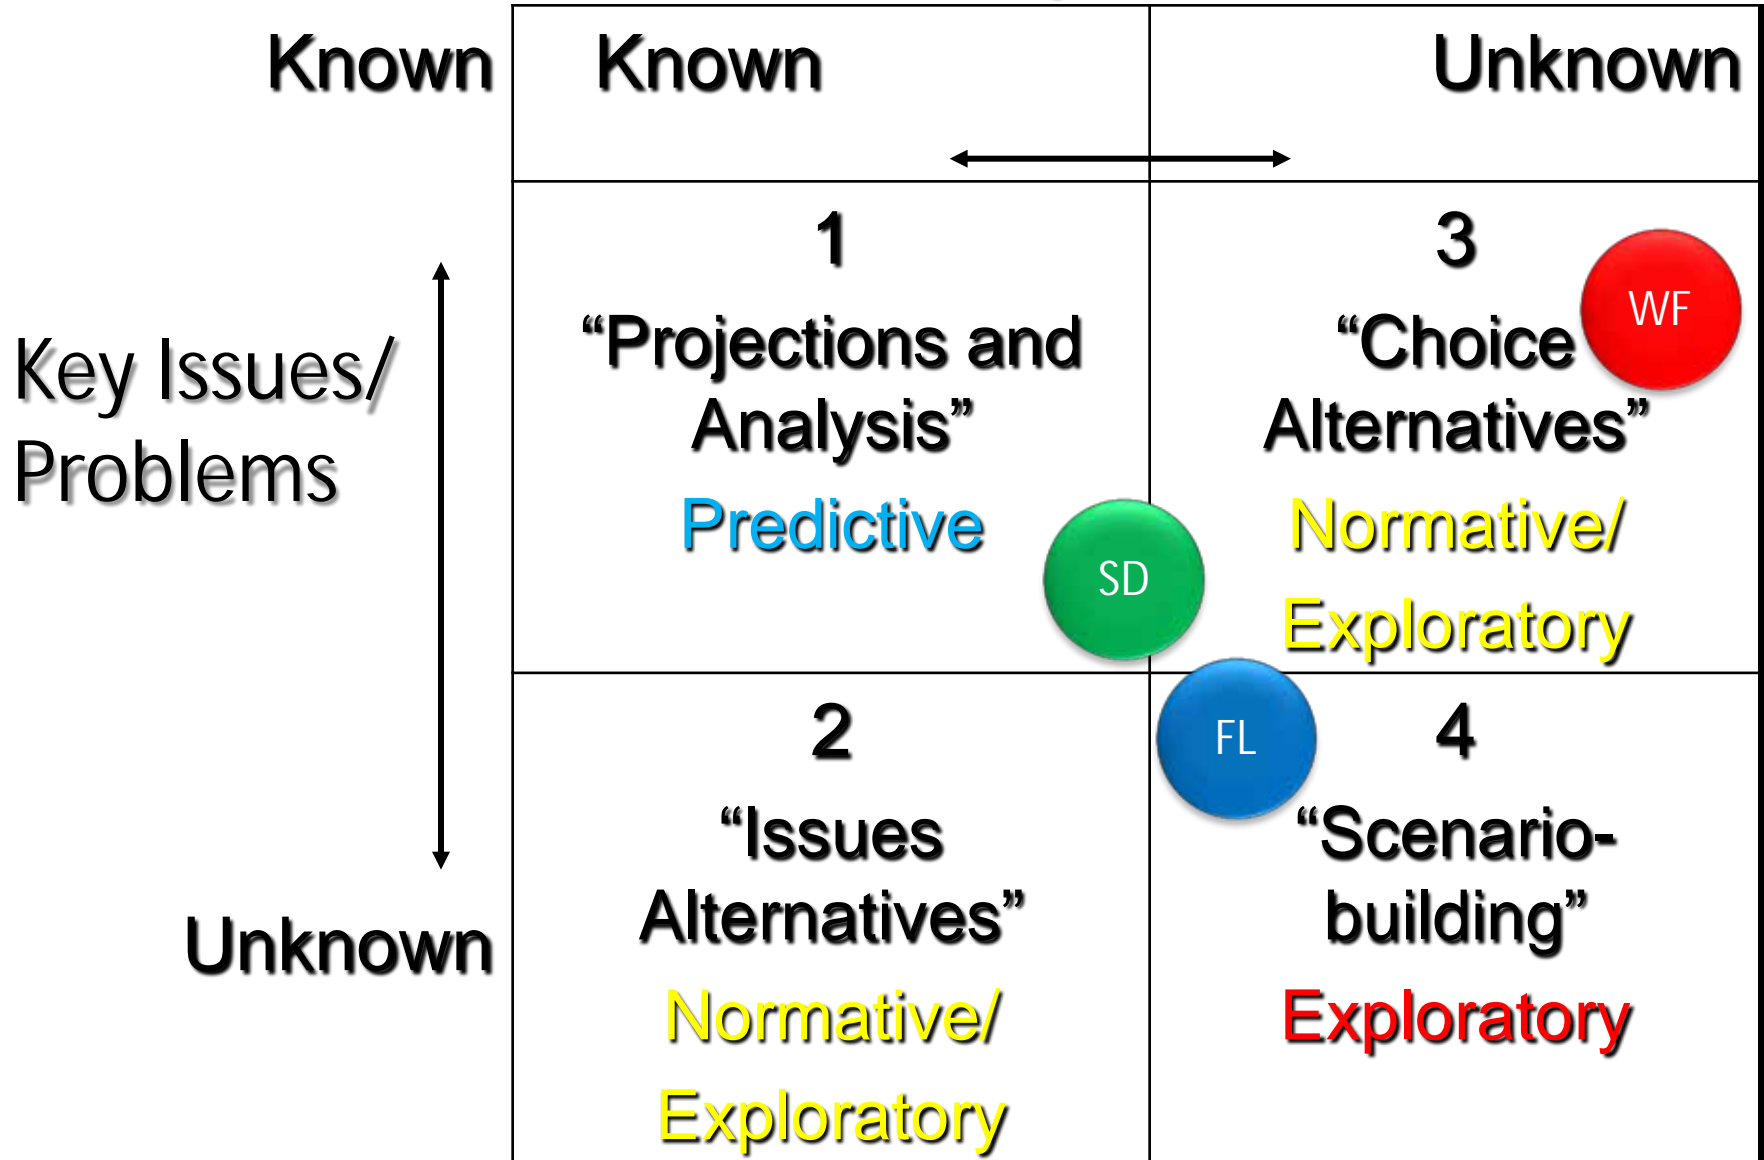 Known
Known
Unknown
Key Issues/
Problems
1
“Projections and
Analysis”
Predictive
3
“Choice
Alternatives”
Normative/
Exploratory
WF
SD
FL
Unknown
2
“Issues
Alternatives”
Normative/
Exploratory
4
“Scenario-
building”
Exploratory